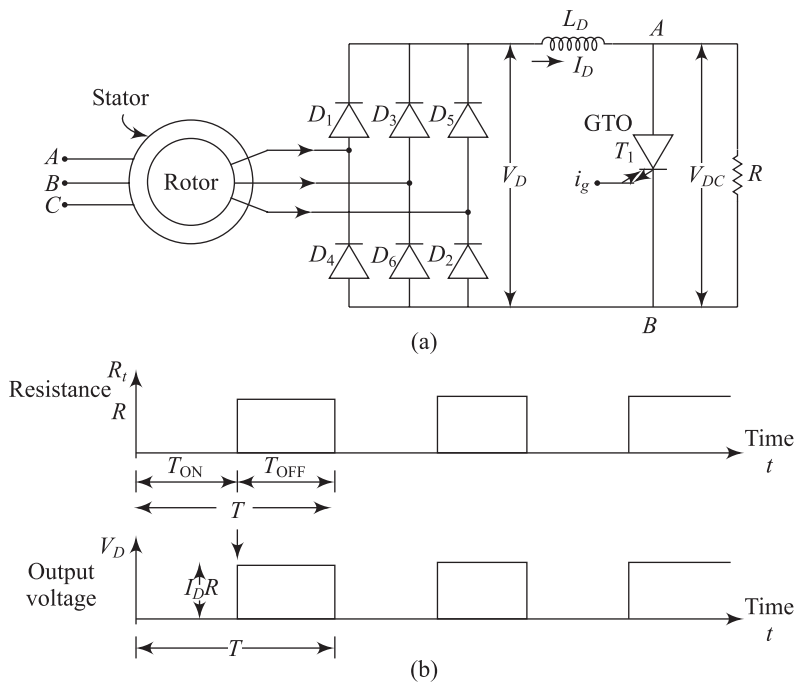 Stator
A
B
C
Rotor
D1
D3
D5
D4
D6
D2
VD
LD
ID
A
GTO
T1
ig
VDC
R
B
(a)
Rt
Resistance
R
TON
TOFF
T
Time
t
VD
Output
voltage
IDR
T
Time
t
(b)